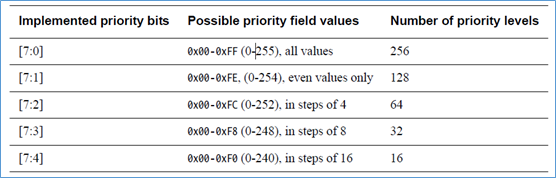 Implemented priority bits Possible priority field values Number of priority levels
[7:0] 0x00-0xFF (0-255), all values 256
[7:1] 0x00-0xFE, (0-254), even values only 128
[7:2] 0x00-0xFC (0-252), in steps of 4 64
[7:3] 0x00-0xF8 (0-248), in steps of 8 32
[7:4] 0x00-0xF0 (0-240), in steps of 16 16